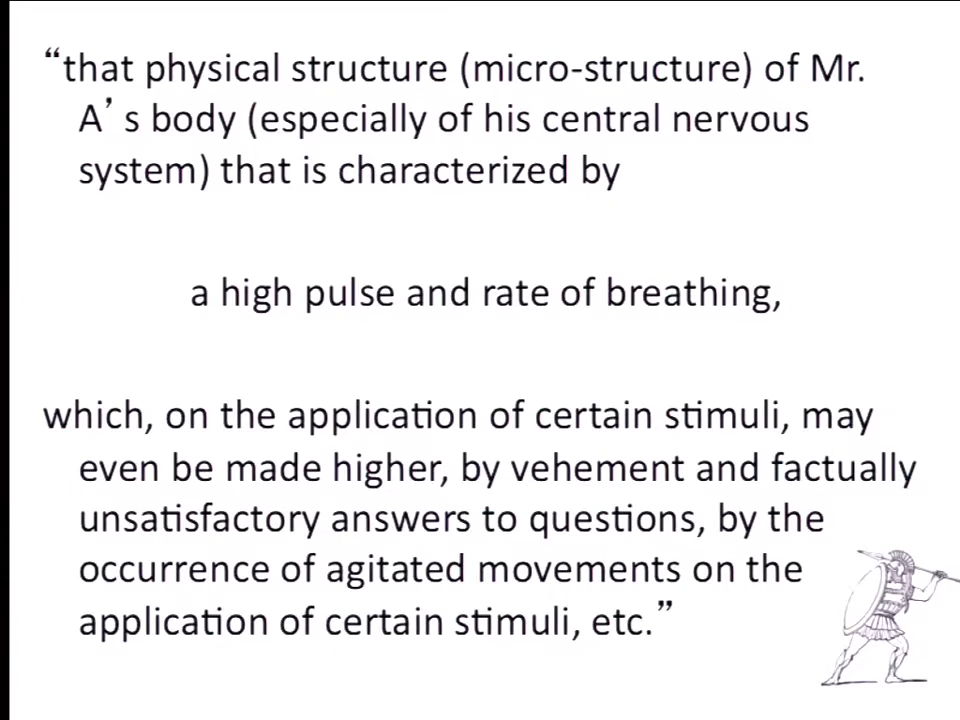 “that physical structure (micro-structure) of Mr.
A’ s body (especially of his central nervous
system) that is characterized by
a high pulse and rate of breathing,
which, on the application of certain stimuli, may
even be made higher, by vehement and factually
unsatisfactory answers to questions, by the
occurrence of agitated movements on the
application of certain stimuli, etc.”